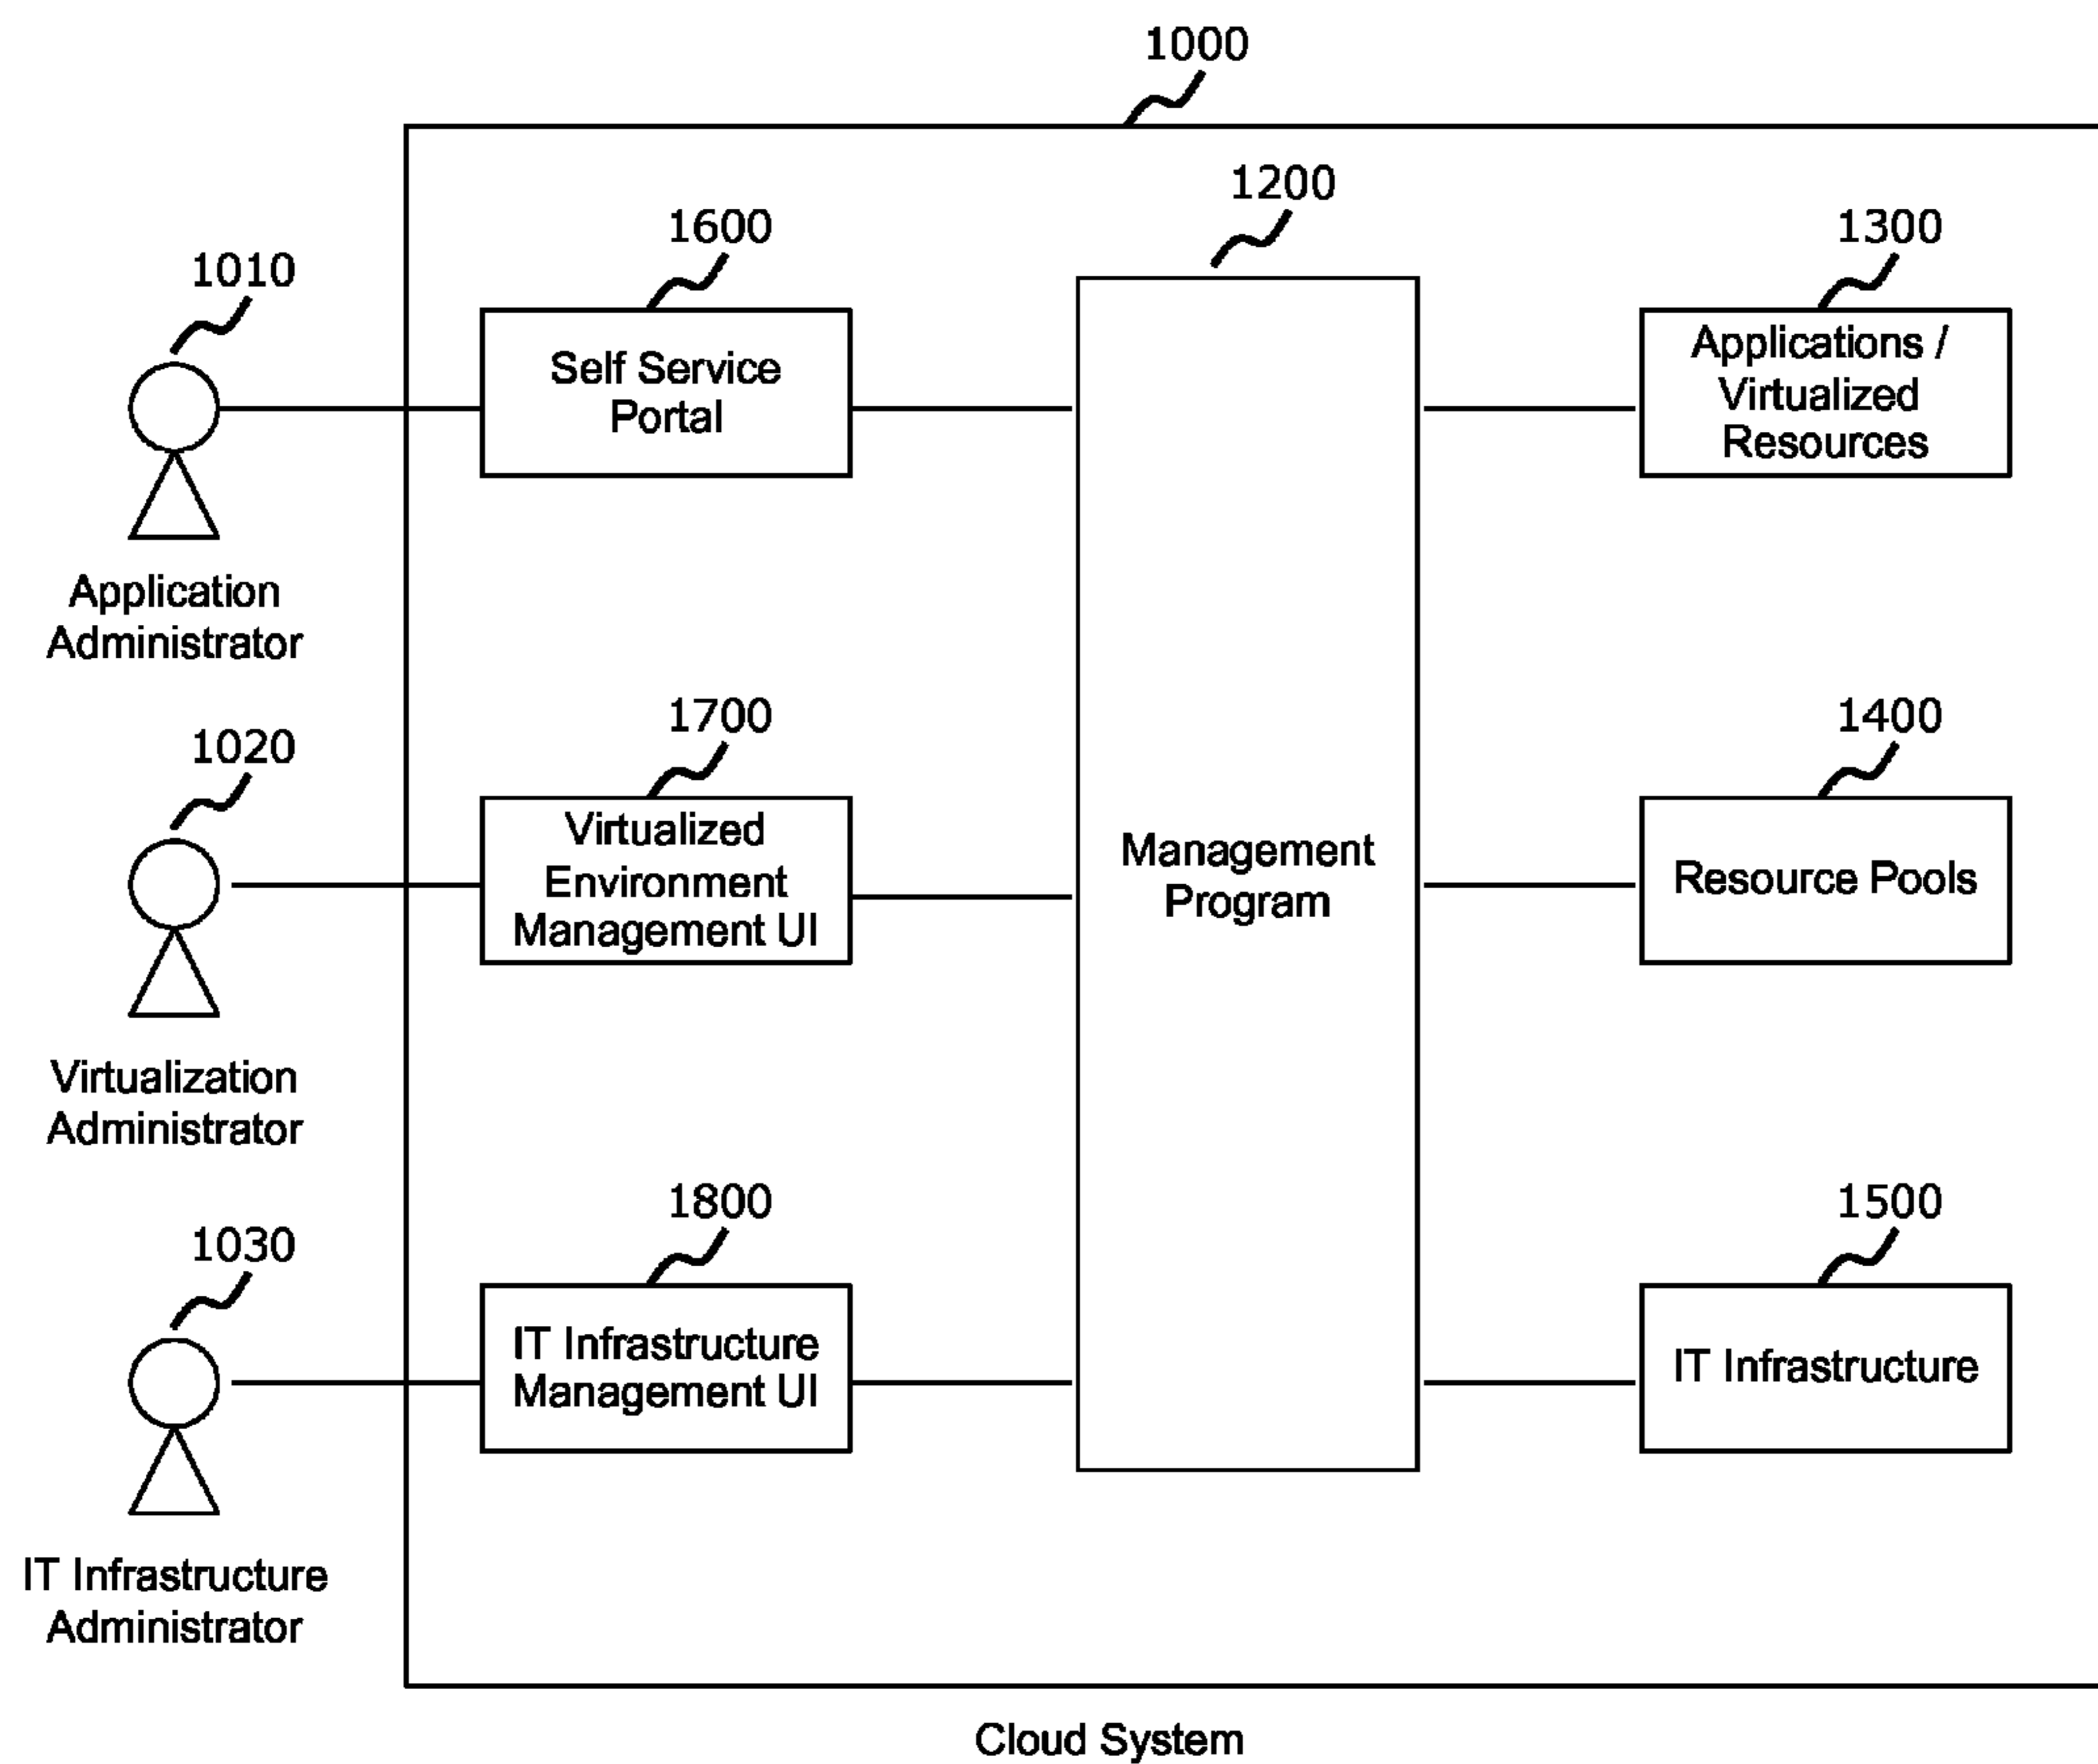 1000
1200
1600
1300
1010
Self Service
Portal
Applications /
Virtualized
Resources
Application
Administrator
1700
1400
1020
Virtualized
Environment
Management UI
Management
Program
Resource Pools
Virtualization
Administrator
1800
1500
1030
IT Infrastructure
Management UI
IT Infrastructure
IT Infrastructure
Administrator
Cloud System